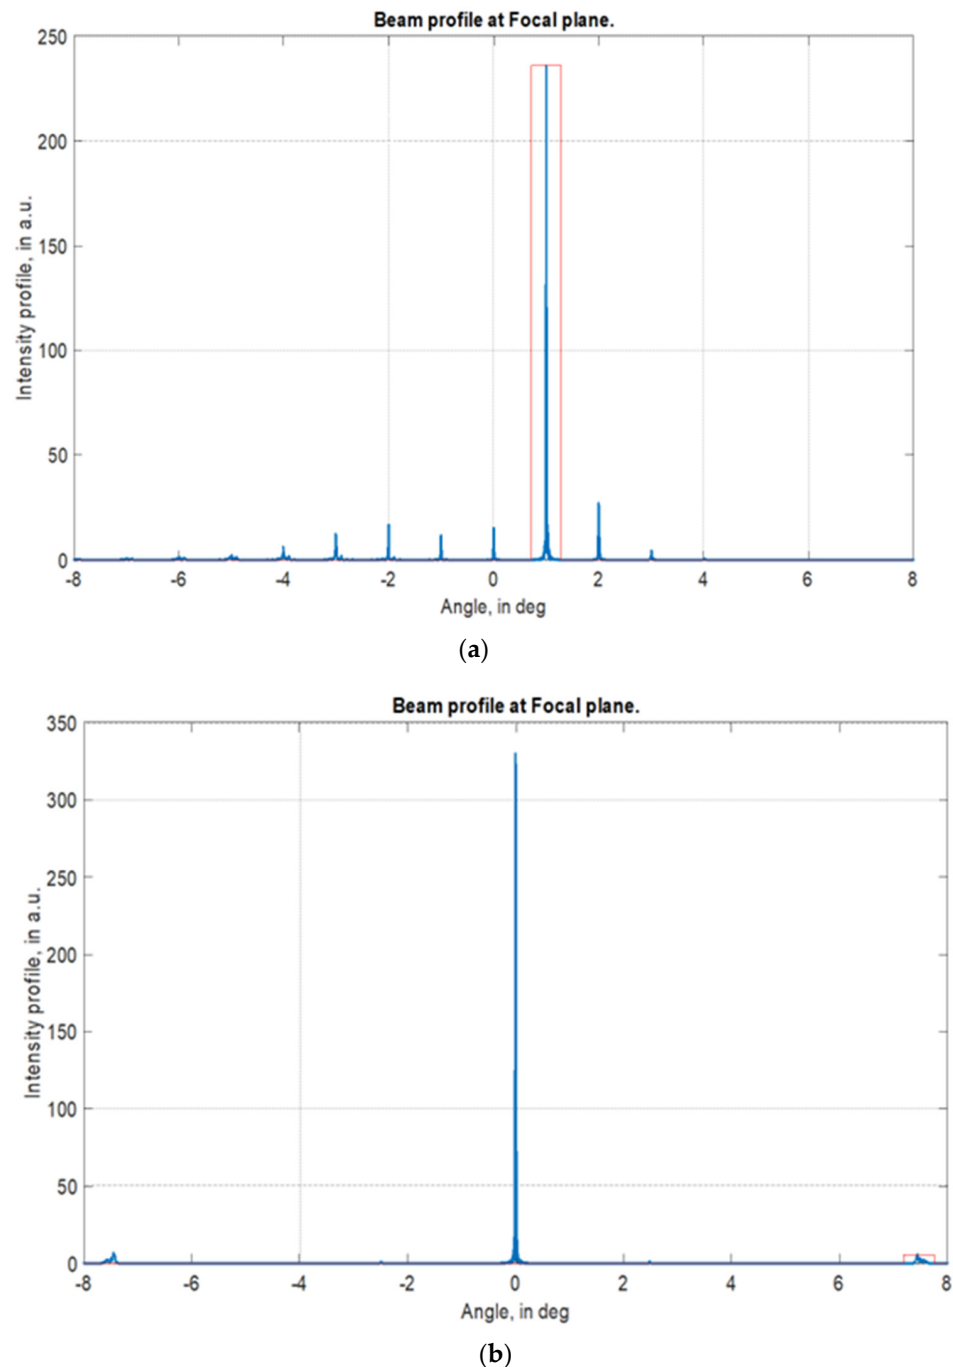 Beam profile at Focal plane.
250
200
150
100
50
0
Intensity profile, in a.u.
-8 -6 -4 -2 0 2 4 6 8
Angle, in deg
(a)
Beam profile at Focal plane.
350
300
250
200
150
100
50
0
Intensity profile, in a.u.
-8 -6 -4 -2 0 2 4 6 8
Angle, in deg
(b)